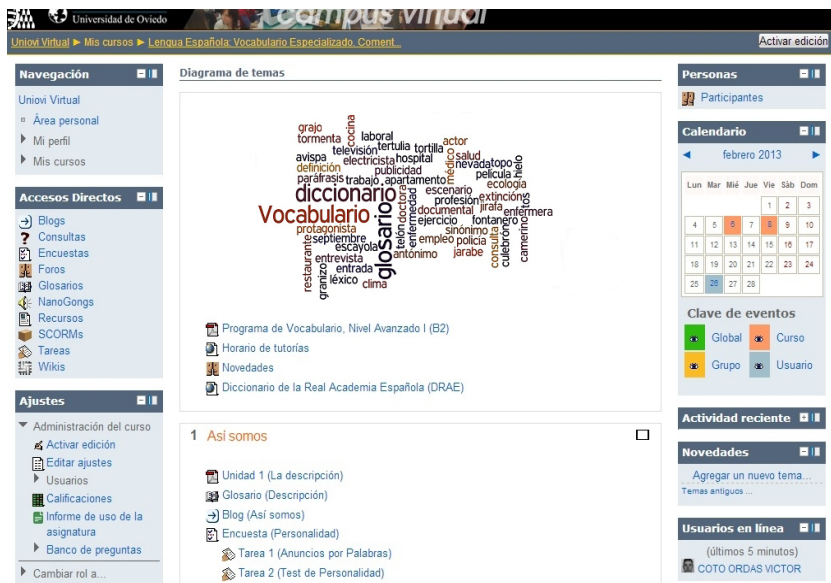 Universidad de Oviedo
campus virtual
Uniovi Virtual ► Mis cursos ► Lengua Española: Vocabulario Especializado. Coment...
Activar edición
Navegación
Uniovi Virtual
Área personal
Mi perfil
Mis cursos
Accesos Directos
Blogs
Consultas
Encuestas
Foros
Glosarios
NanoGongs
Recursos
SCORMs
Tareas
Wikis
Ajustes
Administración del curso
Activar edición
Editar ajustes
Usuarios
Calificaciones
Informe de uso de la
asignatura
Banco de preguntas
Cambiar rol a...
Diagrama de temas
grajo
cocina
tormenta
laboral
televisión
tertulia
tortilla
actor
avispa
electricista
hospital
médico
salud
nevada
topo
hielo
definición
publicidad
película
paráfrasis
trabajo
apartamento
ecología
diccionario
escenario
profesión
extinción
Vocabulario
glosario
doctora
enfermedad
documental
jirafa
enfermera
protagonista
telón
ejercicio
fontanero
camerino
tos
restaurante
septiembre
sinónimo
consulta
culebrón
escayola
empleo
policía
entrevista
antónimo
jarabe
granizo
entrada
léxico
clima
Programa de Vocabulario, Nivel Avanzado I (B2)
Horario de tutorías
Novedades
Diccionario de la Real Academia Española (DRAE)
1 Así somos
Unidad 1 (La descripción)
Glosario (Descripción)
Blog (Así somos)
Encuesta (Personalidad)
Tarea 1 (Anuncios por Palabras)
Tarea 2 (Test de Personalidad)
Personas
Participantes
Calendario
◄ febrero 2013 ►
Lun Mar Mié Jue Vie Sáb Dom
1 2 3
4 5 6 7 8 9 10
11 12 13 14 15 16 17
18 19 20 21 22 23 24
25 26 27 28
Clave de eventos
Global Curso
Grupo Usuario
Actividad reciente
Novedades
Agregar un nuevo tema...
Temas antiguos ...
Usuarios en línea
(últimos 5 minutos)
COTO ORDAS VICTOR